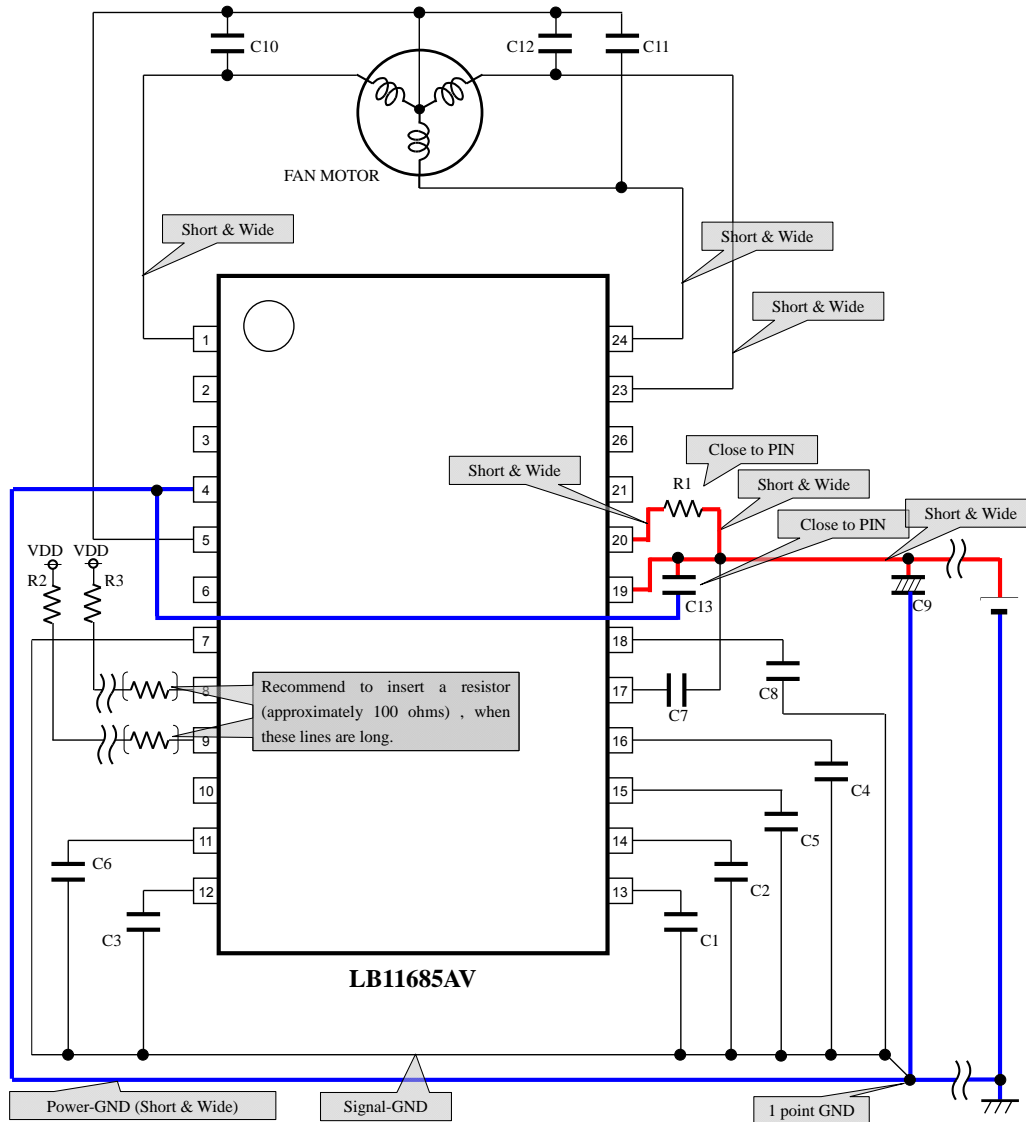 C10
C12
C11
FAN MOTOR
Short & Wide
Short & Wide
Short & Wide
1
24
2
23
3
26
Close to PIN
Short & Wide
R1
Short & Wide
4
21
Close to PIN
Short & Wide
5
20
VDD
VDD
R2
R3
6
19
C13
C9
7
18
C8
8
Recommend to insert a resistor
(approximately 100 ohms) , when
these lines are long.
17
C7
9
16
C4
10
15
C5
11
14
C6
C2
12
13
C3
C1
LB11685AV
Power-GND (Short & Wide)
Signal-GND
1 point GND